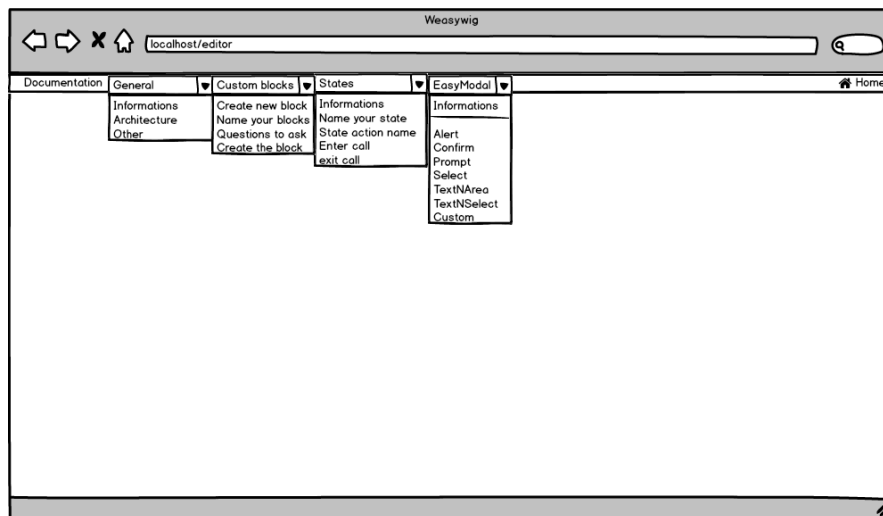 Weasywig
localhost/editor
Documentation
General
Custom blocks
States
EasyModal
Home
Informations
Architecture
Other
Create new block
Name your blocks
Questions to ask
Create the block
Informations
Name your state
State action name
Enter call
exit call
Informations
Alert
Confirm
Prompt
Select
TextNArea
TextNSelect
Custom